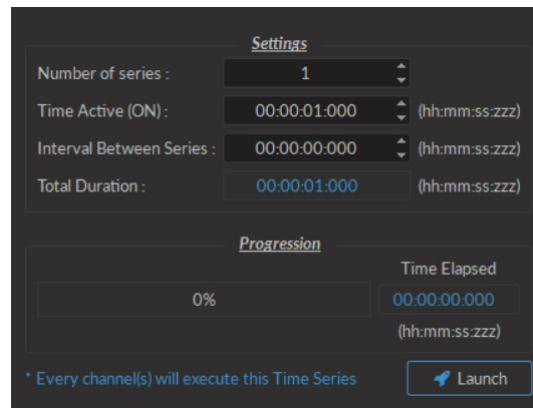 Settings
Number of series : 1
Time Active (ON) : 00:00:01:000 (hh:mm:ss:zzz)
Interval Between Series : 00:00:00:000 (hh:mm:ss:zzz)
Total Duration : 00:00:01:000 (hh:mm:ss:zzz)
Progression
Time Elapsed
0% 00:00:00:000
(hh:mm:ss:zzz)
* Every channel(s) will execute this Time Series Launch